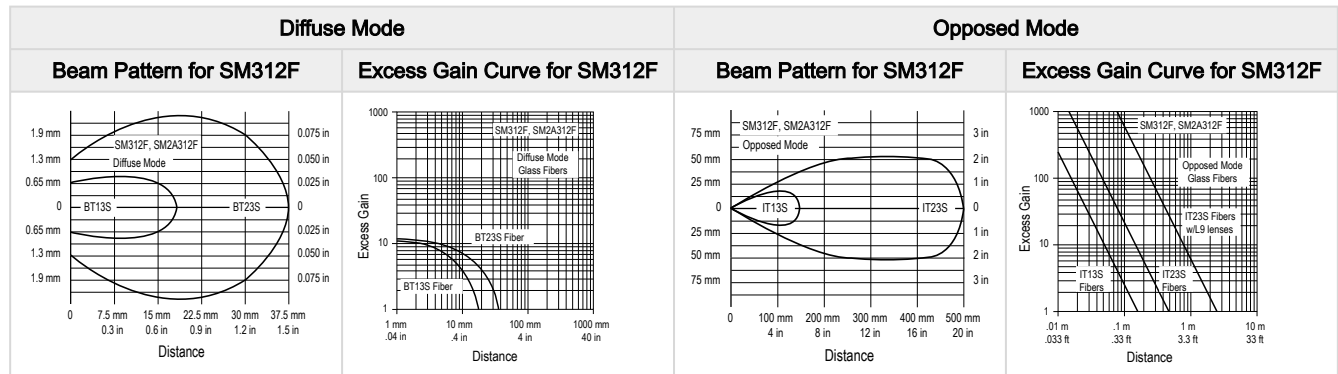 Diffuse Mode
Opposed Mode
Beam Pattern for SM312F
Excess Gain Curve for SM312F
Beam Pattern for SM312F
Excess Gain Curve for SM312F
SM312F, SM2A312F
Diffuse Mode
1.9 mm
1.3 mm
0.65 mm
0
0.65 mm
1.3 mm
1.9 mm
BT13S
BT23S
0.075 in
0.050 in
0.025 in
0
0.025 in
0.050 in
0.075 in
0 7.5 mm 15 mm 22.5 mm 30 mm 37.5 mm
0.3 in 0.6 in 0.9 in 1.2 in 1.5 in
Distance
1000
100
10
1
Excess Gain
SM312F, SM2A312F
Diffuse Mode
Glass Fibers
BT23S Fiber
BT13S Fiber
1 mm 10 mm 100 mm 1000 mm
.04 in .4 in 4 in 40 in
Distance
SM312F, SM2A312F
Opposed Mode
75 mm
50 mm
25 mm
0
25 mm
50 mm
75 mm
IT13S
IT23S
3 in
2 in
1 in
0
1 in
2 in
3 in
0 100 mm 200 mm 300 mm 400 mm 500 mm
4 in 8 in 12 in 16 in 20 in
Distance
1000
100
10
1
Excess Gain
SM312F, SM2A312F
Opposed Mode
Glass Fibers
IT23S Fibers
w/L9 lenses
IT13S
Fibers
IT23S
Fibers
.01 m .1 m 1 m 10 m
.033 ft .33 ft 3.3 ft 33 ft
Distance